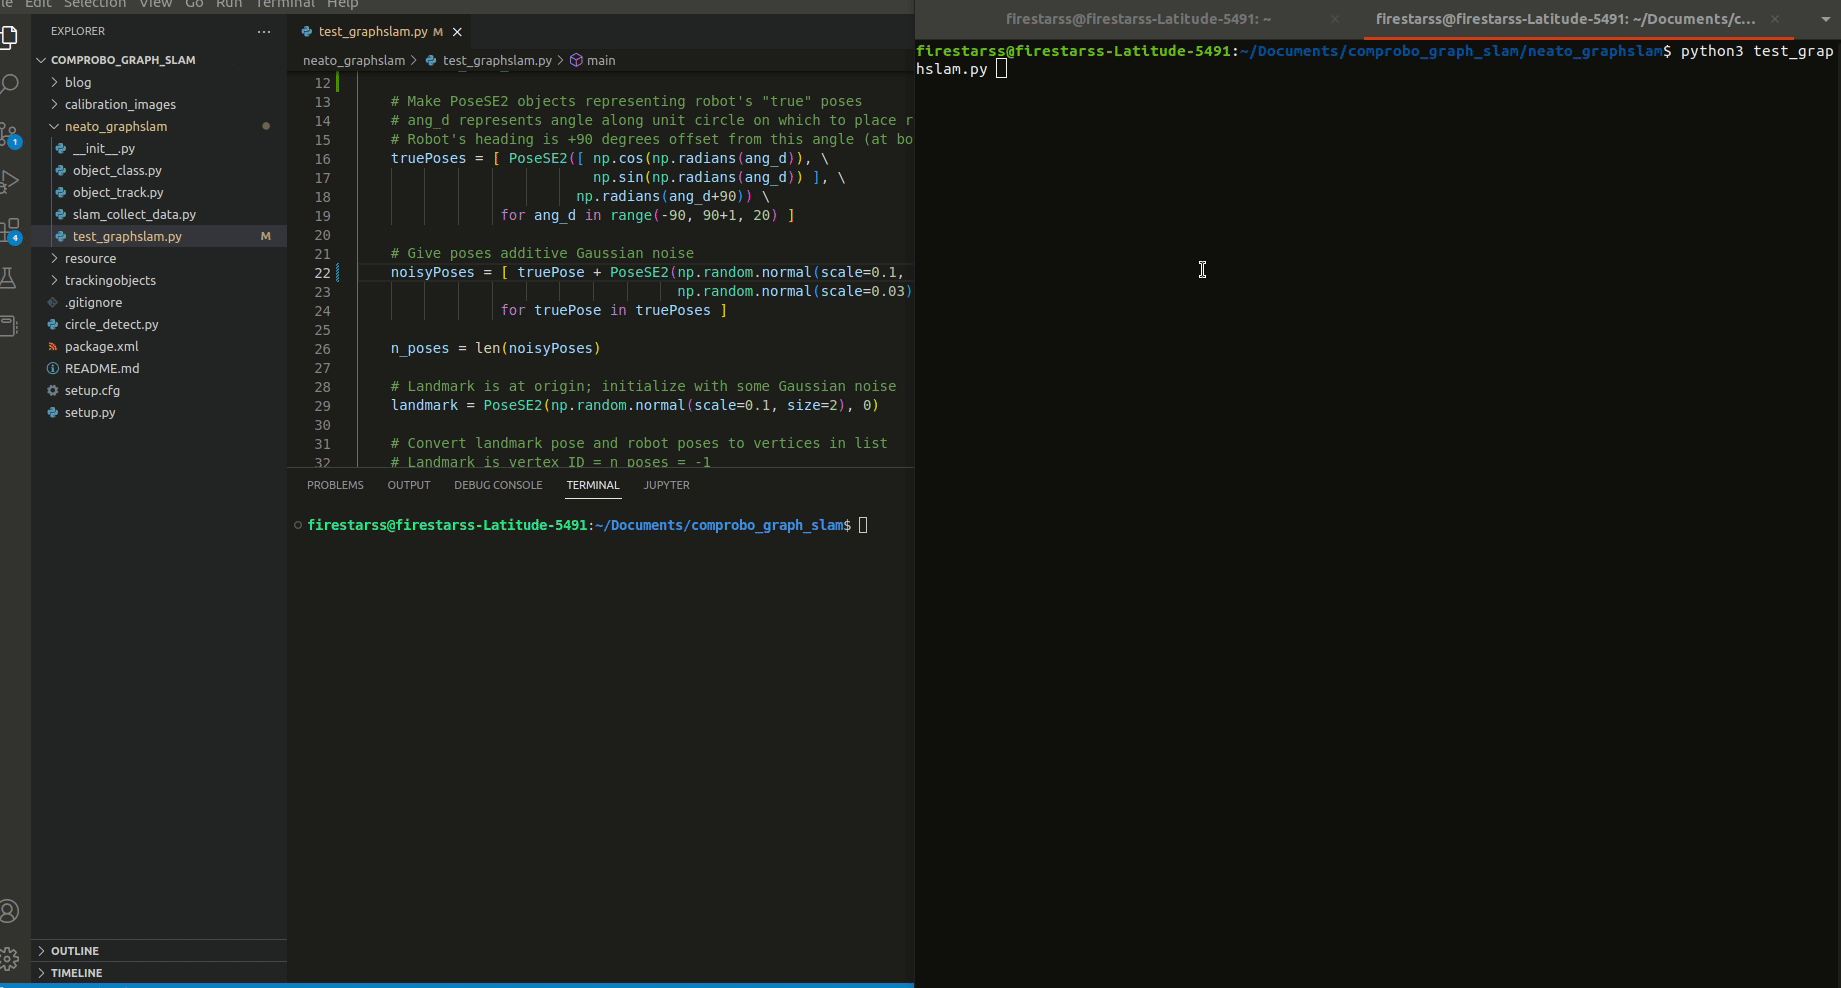 Edit Selection View Go Run Terminal Help
EXPLORER
COMPROBO_GRAPH_SLAM
blog
calibration_images
neato_graphslam
__init__.py
object_class.py
object_track.py
slam_collect_data.py
test_graphslam.py M
resource
trackingobjects
.gitignore
circle_detect.py
package.xml
README.md
setup.cfg
setup.py
OUTLINE
TIMELINE
1
4
test_graphslam.py M
neato_graphslam > test_graphslam.py > main
12
13 # Make PoseSE2 objects representing robot's "true" poses
14 # ang_d represents angle along unit circle on which to place r
15 # Robot's heading is +90 degrees offset from this angle (at bo
16 truePoses = [ PoseSE2([ np.cos(np.radians(ang_d)), \
17 np.sin(np.radians(ang_d)) ], \
18 np.radians(ang_d+90)) \
19 for ang_d in range(-90, 90+1, 20) ]
20
21 # Give poses additive Gaussian noise
22 noisyPoses = [ truePose + PoseSE2(np.random.normal(scale=0.1,
23 np.random.normal(scale=0.03)
24 for truePose in truePoses ]
25
26 n_poses = len(noisyPoses)
27
28 # Landmark is at origin; initialize with some Gaussian noise
29 landmark = PoseSE2(np.random.normal(scale=0.1, size=2), 0)
30
31 # Convert landmark pose and robot poses to vertices in list
32 # Landmark is vertex ID = n_poses = -1
PROBLEMS OUTPUT DEBUG CONSOLE TERMINAL JUPYTER
firestarss@firestarss-Latitude-5491:~/Documents/comprobo_graph_slam$
firestarss@firestarss-Latitude-5491: ~
firestarss@firestarss-Latitude-5491: ~/Documents/c...
firestarss@firestarss-Latitude-5491:~/Documents/comprobo_graph_slam/neato_graphslam$ python3 test_grap
hslam.py